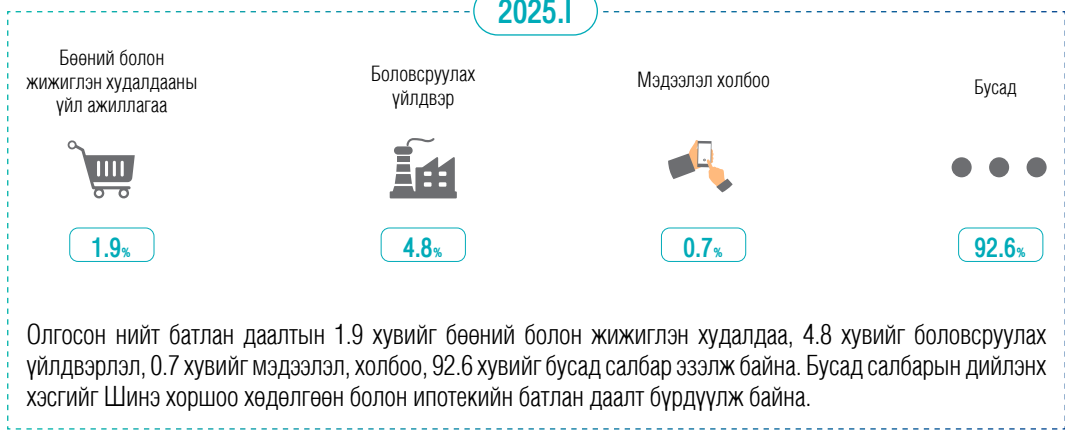 2025.I
Бөөний болон
жижиглэн худалдааны
үйл ажиллагаа
Боловсруулах
үйлдвэр
Мэдээлэл холбоо
Бусад
1.9%
4.8%
0.7%
92.6%
Олгосон нийт батлан даалтын 1.9 хувийг бөөний болон жижиглэн худалдаа, 4.8 хувийг боловсруулах
үйлдвэрлэл, 0.7 хувийг мэдээлэл, холбоо, 92.6 хувийг бусад салбар эзэлж байна. Бусад салбарын дийлэнх
хэсгийг Шинэ хоршоо хөдөлгөөн болон ипотекийн батлан даалт бүрдүүлж байна.